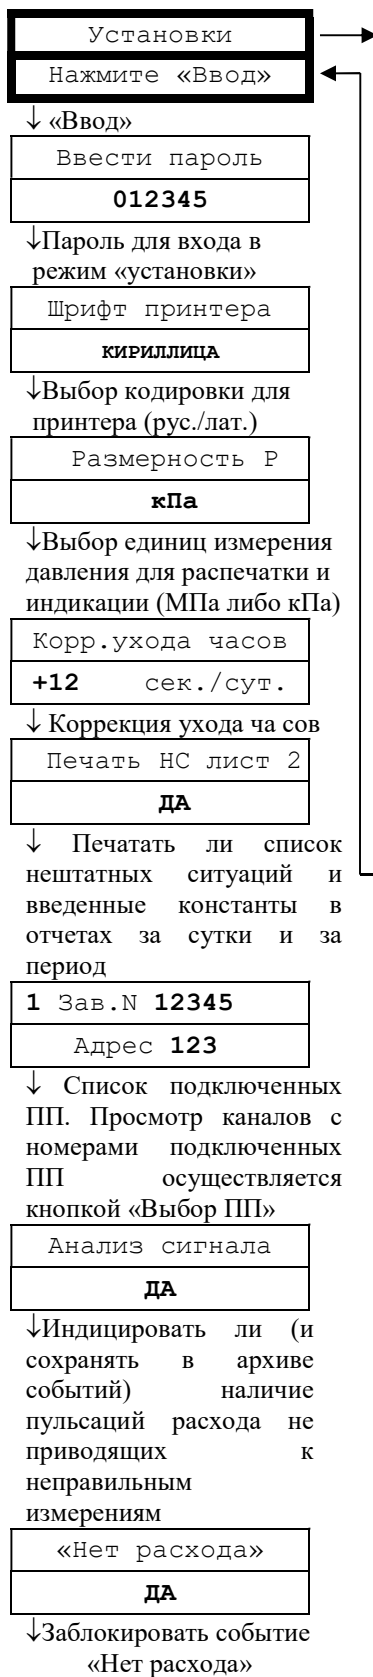 Установки
Нажмите «Ввод»
↓ «Ввод»
Ввести пароль
012345
↓Пароль для входа в
режим «установки»
Шрифт принтера
КИРИЛЛИЦА
↓Выбор кодировки для
принтера (рус./лат.)
Размерность Р
кПа
↓Выбор единиц измерения
давления для распечатки и
индикации (МПа либо кПа)
Корр.ухода часов
+12 сек./сут.
↓ Коррекция ухода ча сов
Печать НС лист 2
ДА
↓ Печатать ли список
нештатных ситуаций и
введенные константы в
отчетах за сутки и за
период
1 Зав.N 12345
Адрес 123
↓ Список подключенных
ПП. Просмотр каналов с
номерами подключенных
ПП осуществляется
кнопкой «Выбор ПП»
Анализ сигнала
ДА
↓Индицировать ли (и
сохранять в архиве
событий) наличие
пульсаций расхода не
приводящих к
неправильным
измерениям
«Нет расхода»
ДА
↓Заблокировать событие
«Нет расхода»